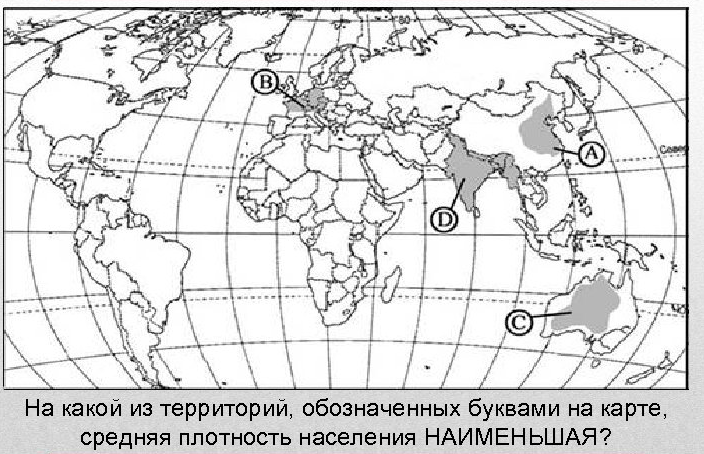 B
A
D
C
На какой из территорий, обозначенных буквами на карте,
средняя плотность населения НАИМЕНЬШАЯ?